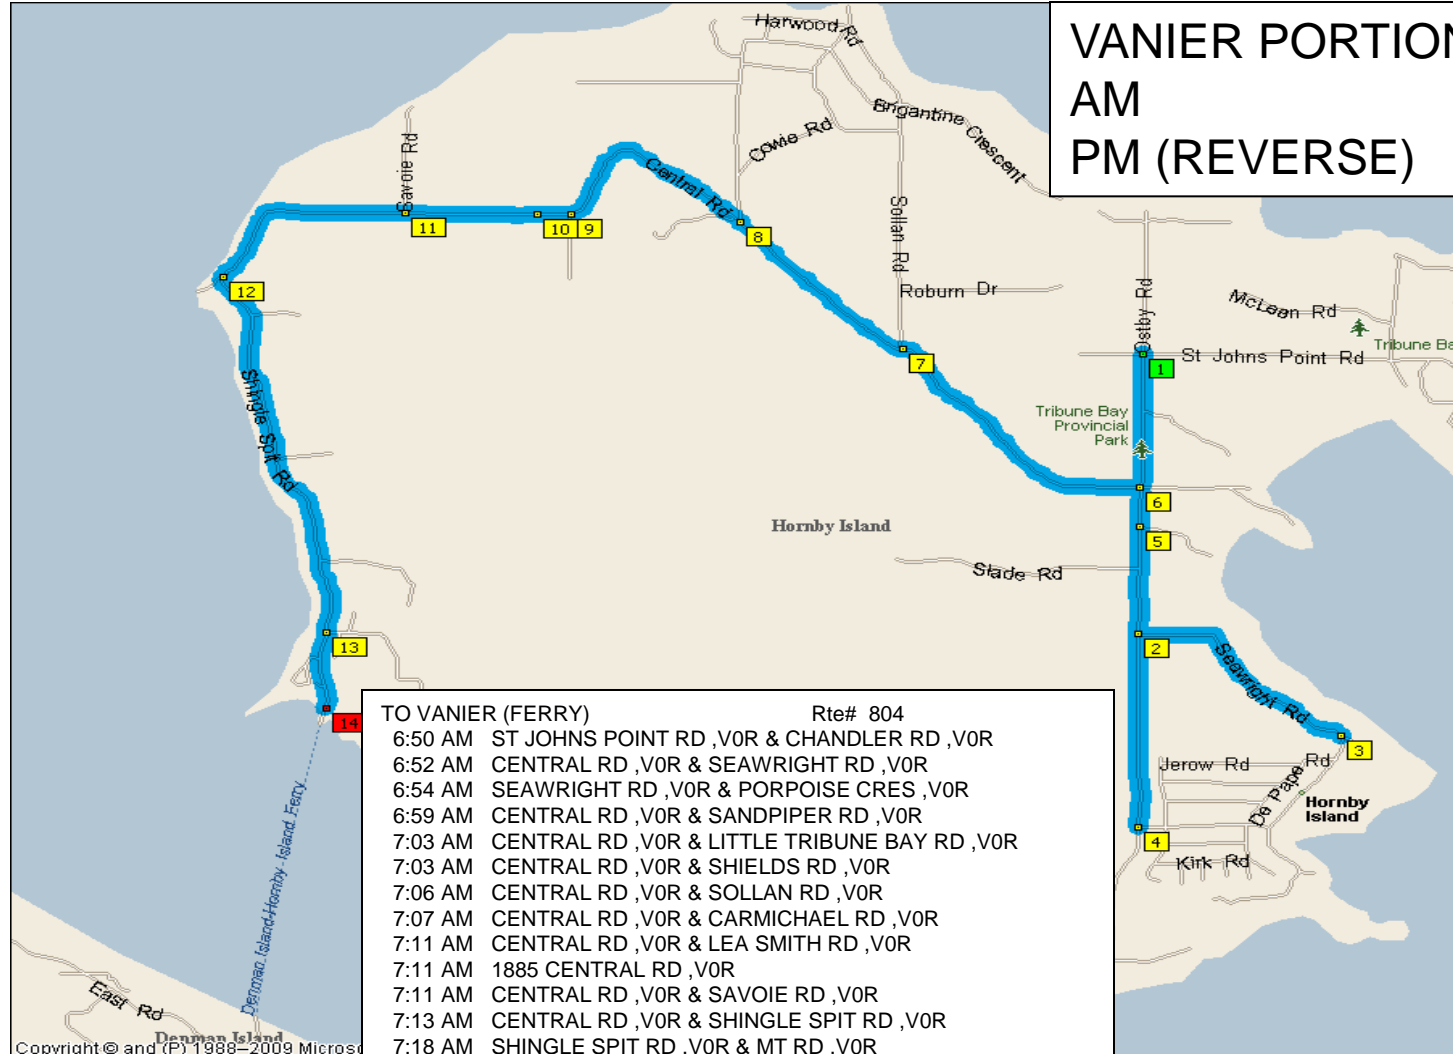 VANIER PORTION
AM
PM (REVERSE)
Harwood Rd
Brigantine Crescent
Cowie Rd
Savoie Rd
Central Rd
Sollan Rd
Roburn Dr
Ostby Rd
McLean Rd
Tribune Ba
St Johns Point Rd
Tribune Bay
Provincial
Park
Hornby Island
Slade Rd
Shingle Spit Rd
Seawright Rd
Jerow Rd
De Pape Rd
Hornby
Island
Kirk Rd
1
2
3
4
5
6
7
8
9
10
11
12
13
14
Denman Island-Hornby Island Ferry
East Rd
Denman Island
Copyright © and (P) 1988–2009 Microso
TO VANIER (FERRY) Rte# 804
6:50 AM ST JOHNS POINT RD ,V0R & CHANDLER RD ,V0R
6:52 AM CENTRAL RD ,V0R & SEAWRIGHT RD ,V0R
6:54 AM SEAWRIGHT RD ,V0R & PORPOISE CRES ,V0R
6:59 AM CENTRAL RD ,V0R & SANDPIPER RD ,V0R
7:03 AM CENTRAL RD ,V0R & LITTLE TRIBUNE BAY RD ,V0R
7:03 AM CENTRAL RD ,V0R & SHIELDS RD ,V0R
7:06 AM CENTRAL RD ,V0R & SOLLAN RD ,V0R
7:07 AM CENTRAL RD ,V0R & CARMICHAEL RD ,V0R
7:11 AM CENTRAL RD ,V0R & LEA SMITH RD ,V0R
7:11 AM 1885 CENTRAL RD ,V0R
7:11 AM CENTRAL RD ,V0R & SAVOIE RD ,V0R
7:13 AM CENTRAL RD ,V0R & SHINGLE SPIT RD ,V0R
7:18 AM SHINGLE SPIT RD ,V0R & MT RD ,V0R